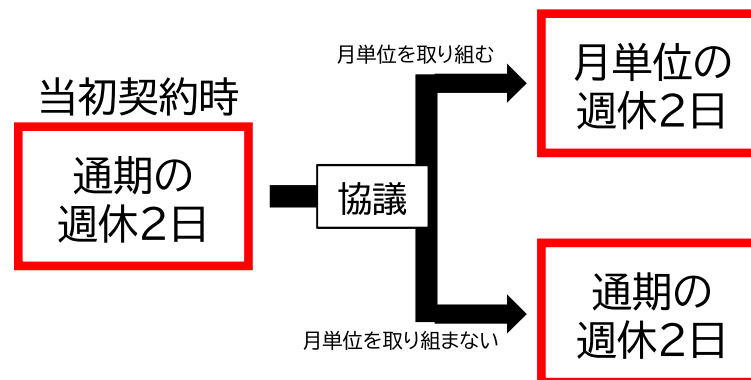 当初契約時
通期の
週休2日
協議
月単位を取り組む
月単位の
週休2日
月単位を取り組まない
通期の
週休2日